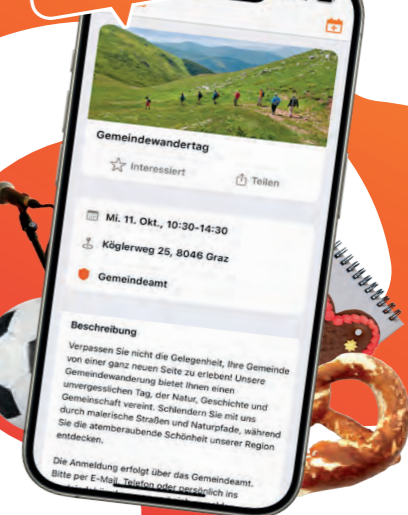 Gemeindewandertag
Interessiert
Teilen
Mi. 11. Okt., 10:30-14:30
Köglerweg 25, 8046 Graz
Gemeindeamt
Beschreibung
Verpassen Sie nicht die Gelegenheit, Ihre Gemeinde
von einer ganz neuen Seite zu erleben! Unsere
Gemeindewanderung bietet Ihnen einen
unvergesslichen Tag, der Natur, Geschichte und
Gemeinschaft vereint. Schlendern Sie mit uns
durch malerische Straßen und Naturpfade, während
Sie die atemberaubende Schönheit unserer Region
entdecken.
Die Anmeldung erfolgt über das Gemeindeamt.
Bitte per E-Mail, Telefon oder persönlich ins